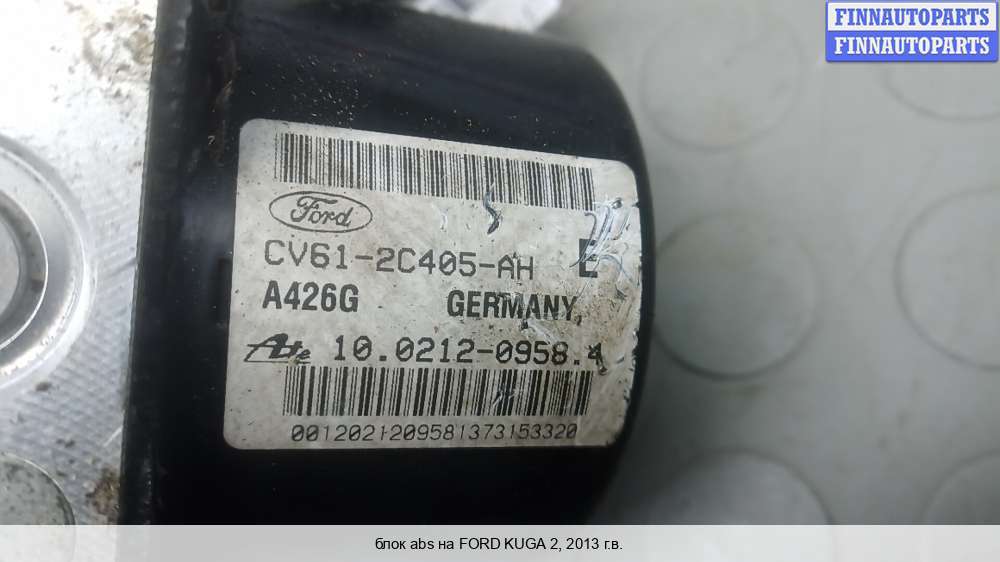 FINNAUTOPARTS
FINNAUTOPARTS
Ford
CV61-2C405-AH E
A426G GERMANY
Ate 10.0212-0958.4
0012021209581373153320
блок abs на FORD KUGA 2, 2013 г.в.